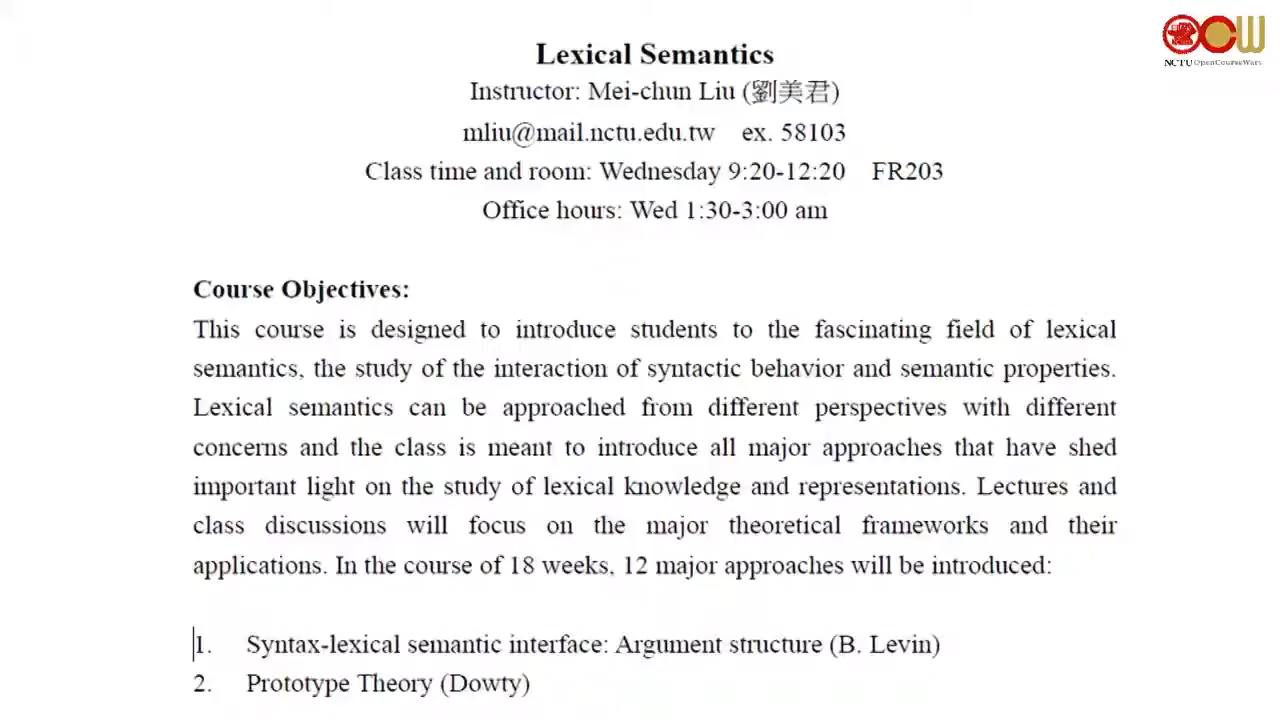 OCW
NCTU OpenCourseWare
Lexical Semantics
Instructor: Mei-chun Liu (劉美君)
mliu@mail.nctu.edu.tw ex. 58103
Class time and room: Wednesday 9:20-12:20 FR203
Office hours: Wed 1:30-3:00 am
Course Objectives:
This course is designed to introduce students to the fascinating field of lexical
semantics, the study of the interaction of syntactic behavior and semantic properties.
Lexical semantics can be approached from different perspectives with different
concerns and the class is meant to introduce all major approaches that have shed
important light on the study of lexical knowledge and representations. Lectures and
class discussions will focus on the major theoretical frameworks and their
applications. In the course of 18 weeks, 12 major approaches will be introduced:
1. Syntax-lexical semantic interface: Argument structure (B. Levin)
2. Prototype Theory (Dowty)